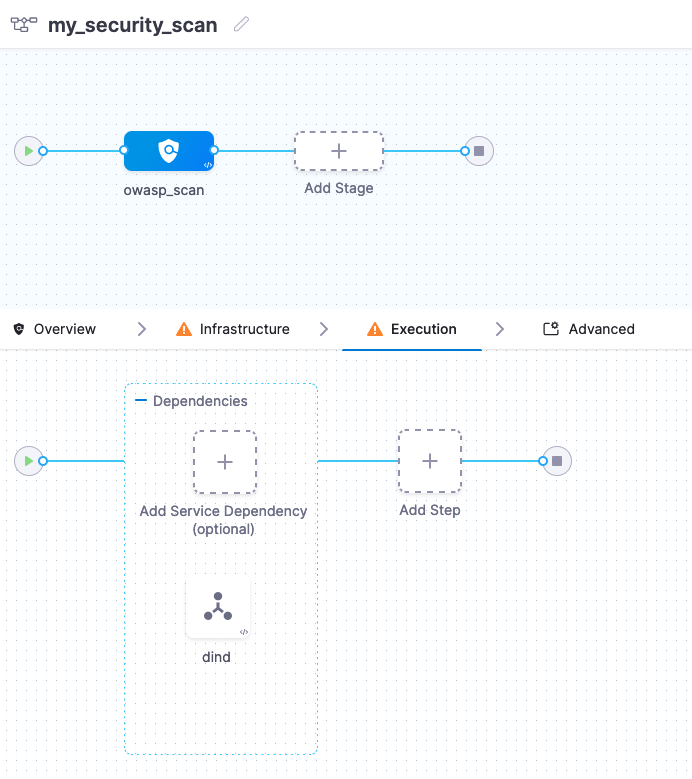 my_security_scan
owasp_scan
Add Stage
Overview
Infrastructure
Execution
Advanced
Dependencies
Add Service Dependency
(optional)
Add Step
dind